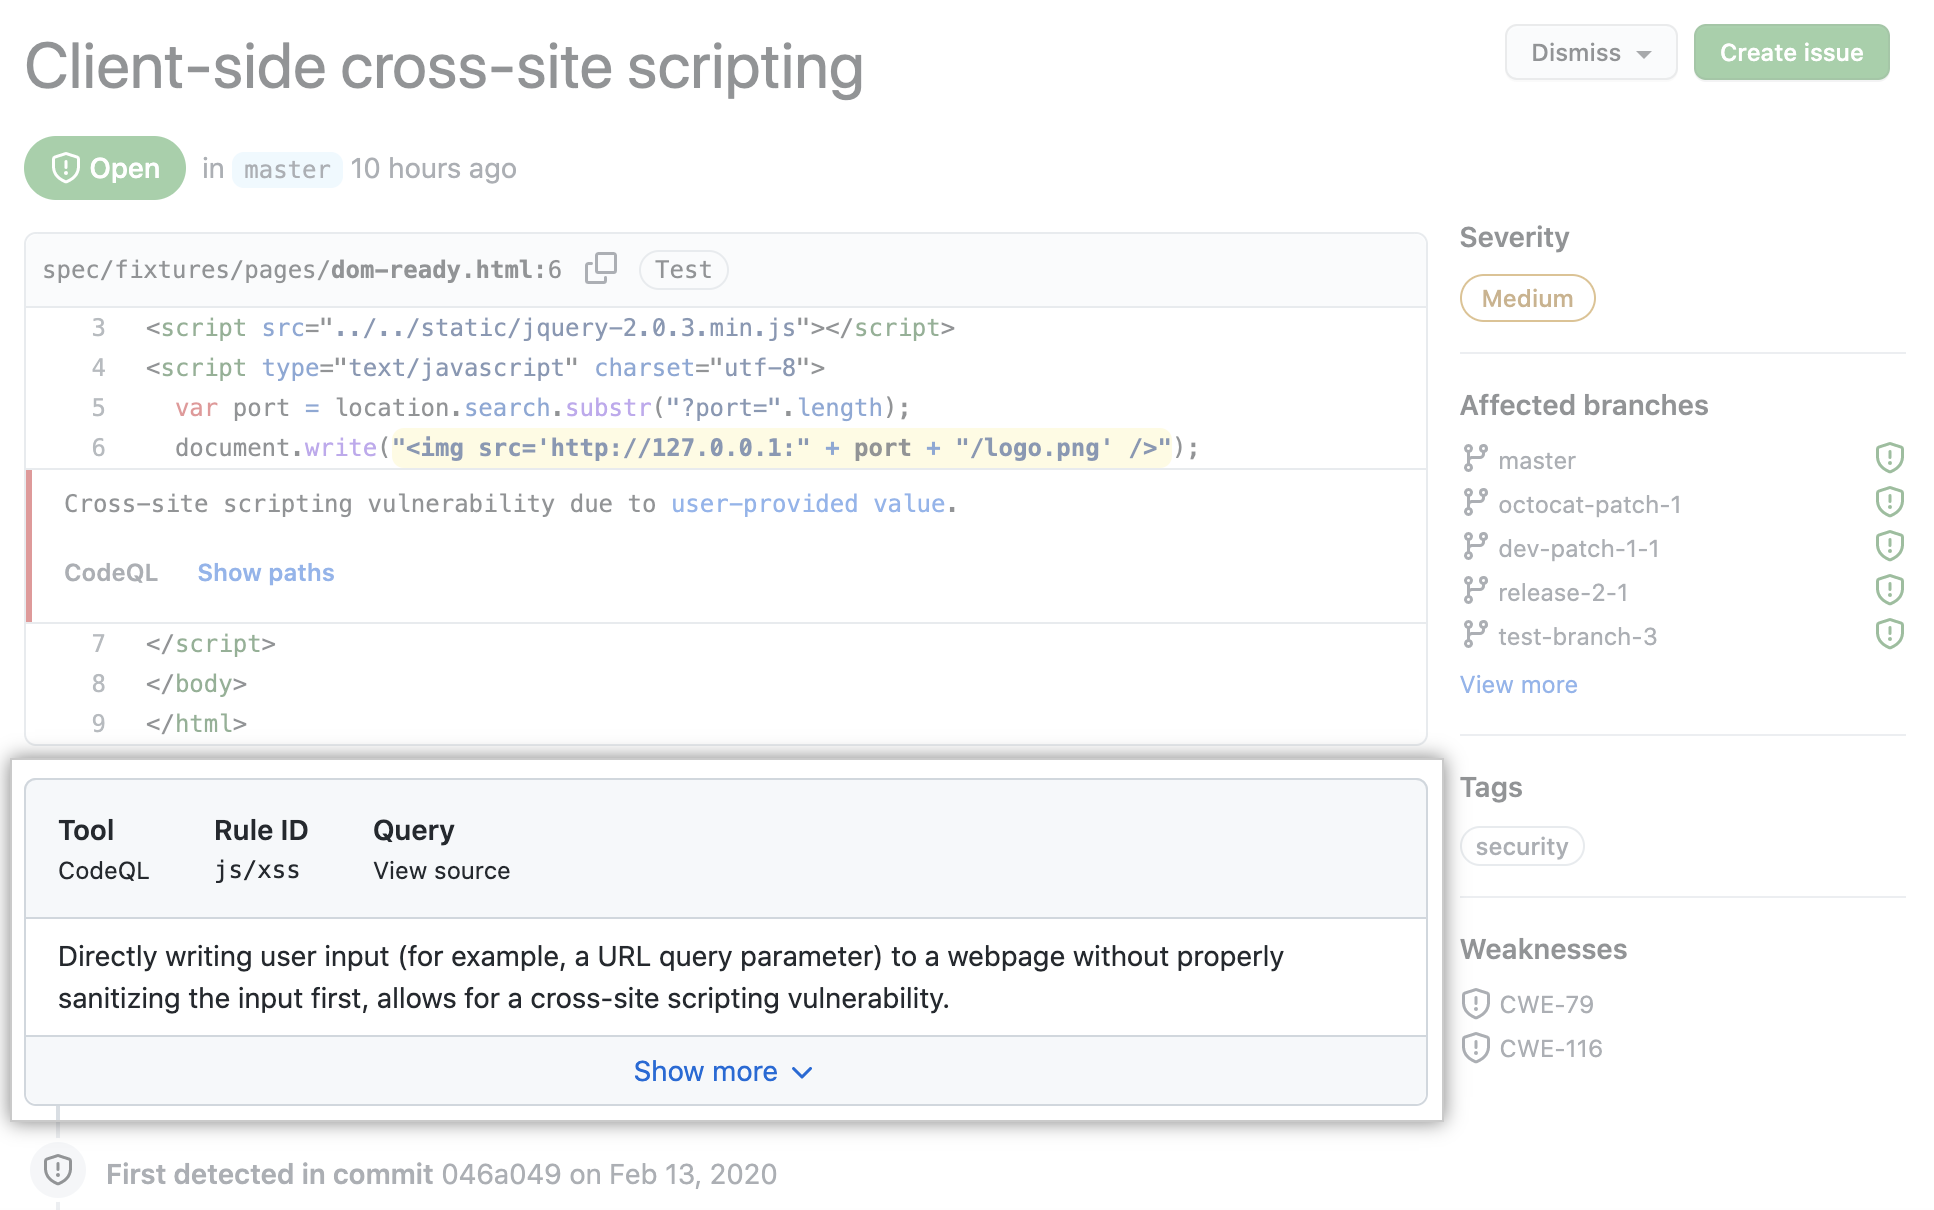 Client-side cross-site scripting
Dismiss
Create issue
Open in master 10 hours ago
spec/fixtures/pages/dom-ready.html:6 Test
3 <script src="../../static/jquery-2.0.3.min.js"></script>
4 <script type="text/javascript" charset="utf-8">
5 var port = location.search.substr("?port=".length);
6 document.write("<img src='http://127.0.0.1:" + port + "/logo.png' />");
Cross-site scripting vulnerability due to user-provided value.
CodeQL Show paths
7 </script>
8 </body>
9 </html>
Tool Rule ID Query
CodeQL js/xss View source
Directly writing user input (for example, a URL query parameter) to a webpage without properly
sanitizing the input first, allows for a cross-site scripting vulnerability.
Show more
First detected in commit 046a049 on Feb 13, 2020
Severity
Medium
Affected branches
master
octocat-patch-1
dev-patch-1-1
release-2-1
test-branch-3
View more
Tags
security
Weaknesses
CWE-79
CWE-116